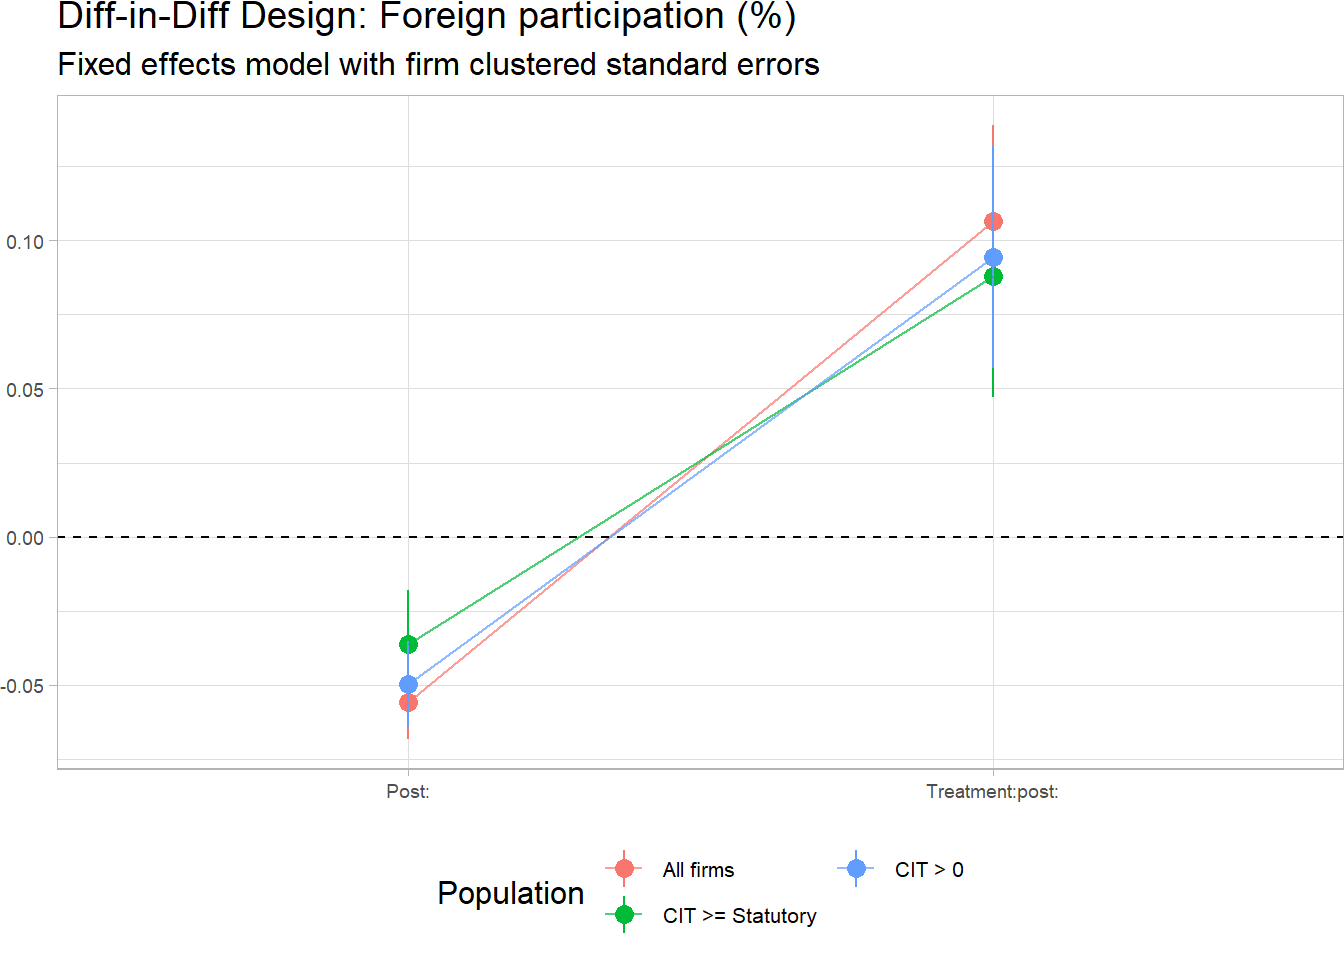 Diff-in-Diff Design: Foreign participation (%)
Fixed effects model with firm clustered standard errors
0.10
0.05
0.00
-0.05
Post:
Treatment:post:
Population
All firms
CIT > 0
CIT >= Statutory